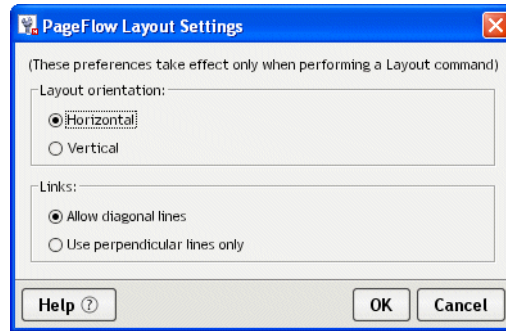 PageFlow Layout Settings
(These preferences take effect only when performing a Layout command)
Layout orientation:
Horizontal
Vertical
Links:
Allow diagonal lines
Use perpendicular lines only
Help ? OK Cancel